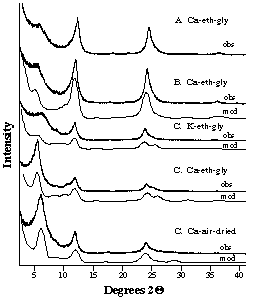 A. Ca-eth-gly
obs
B. Ca-eth-gly
obs
mod
C. K-eth-gly
obs
mod
C. Ca-eth-gly
obs
mod
C. Ca-air-dried
obs
mod
Intensity
5 10 15 20 25 30 35 40
Degrees 2Θ